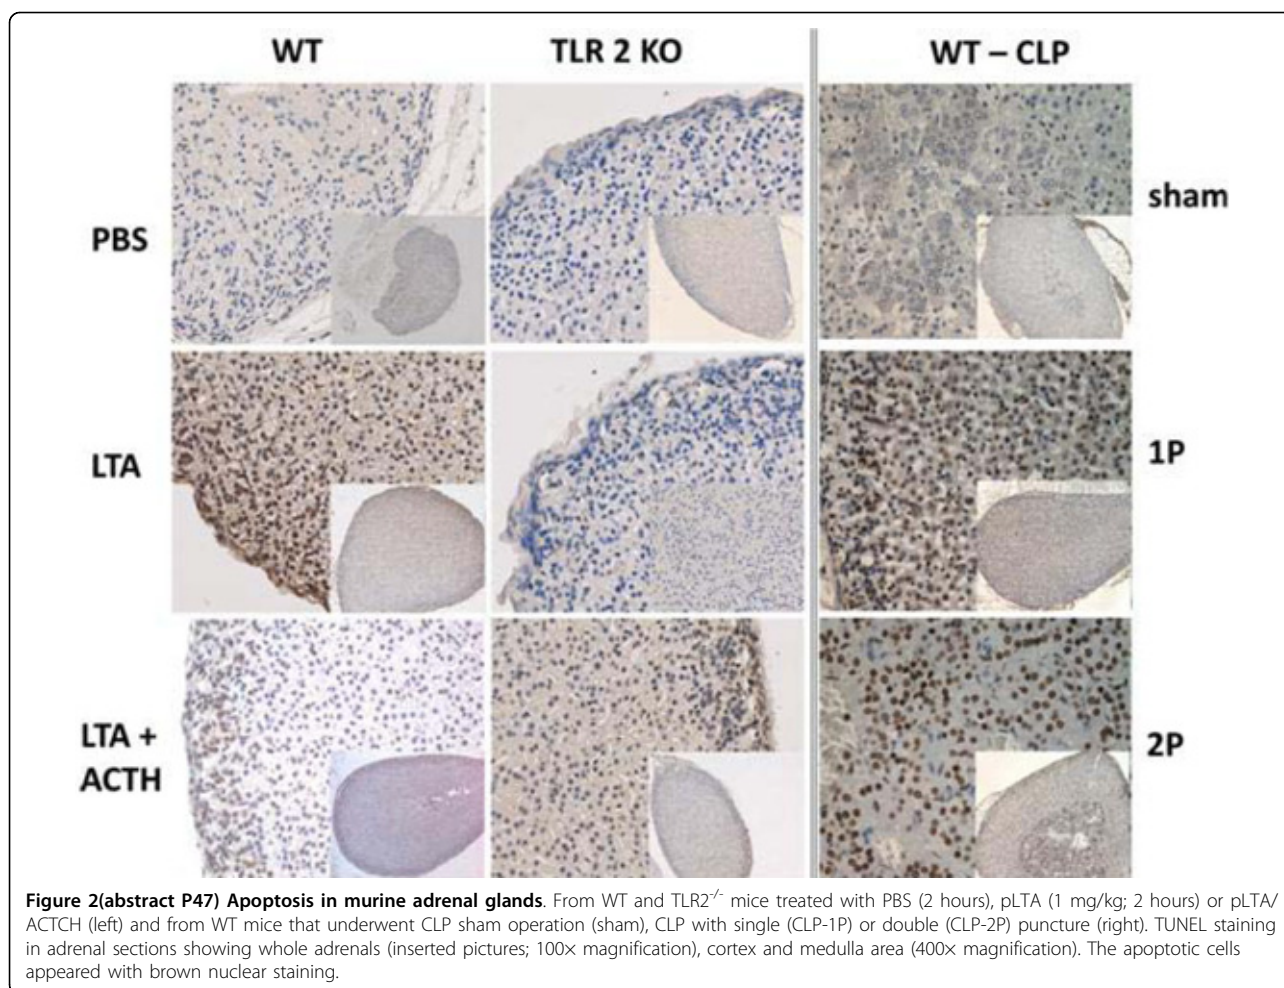 WT
TLR 2 KO
WT – CLP
PBS
sham
LTA
1P
LTA +
ACTH
2P
Figure 2(abstract P47) Apoptosis in murine adrenal glands. From WT and TLR2-/- mice treated with PBS (2 hours), pLTA (1 mg/kg; 2 hours) or pLTA/
ACTCH (left) and from WT mice that underwent CLP sham operation (sham), CLP with single (CLP-1P) or double (CLP-2P) puncture (right). TUNEL staining
in adrenal sections showing whole adrenals (inserted pictures; 100× magnification), cortex and medulla area (400× magnification). The apoptotic cells
appeared with brown nuclear staining.